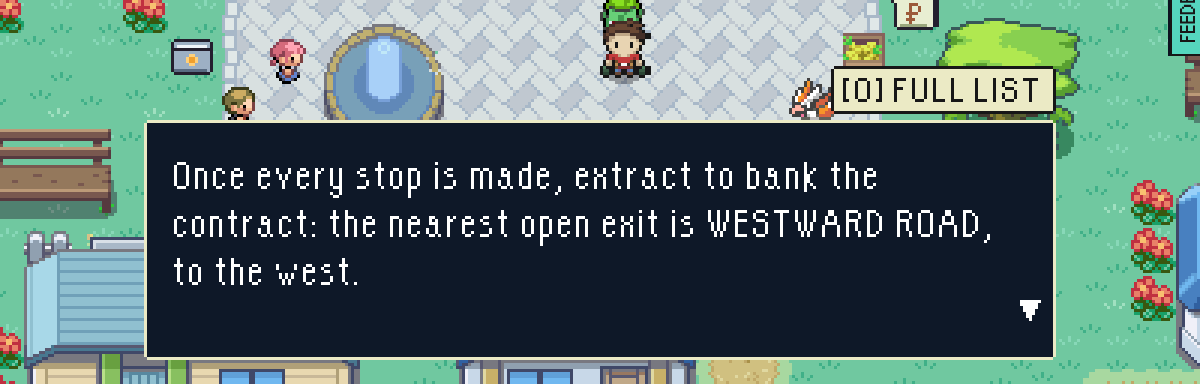 ₽
FEEDE
[O] FULL LIST
Once every stop is made, extract to bank the
contract: the nearest open exit is WESTWARD ROAD,
to the west.